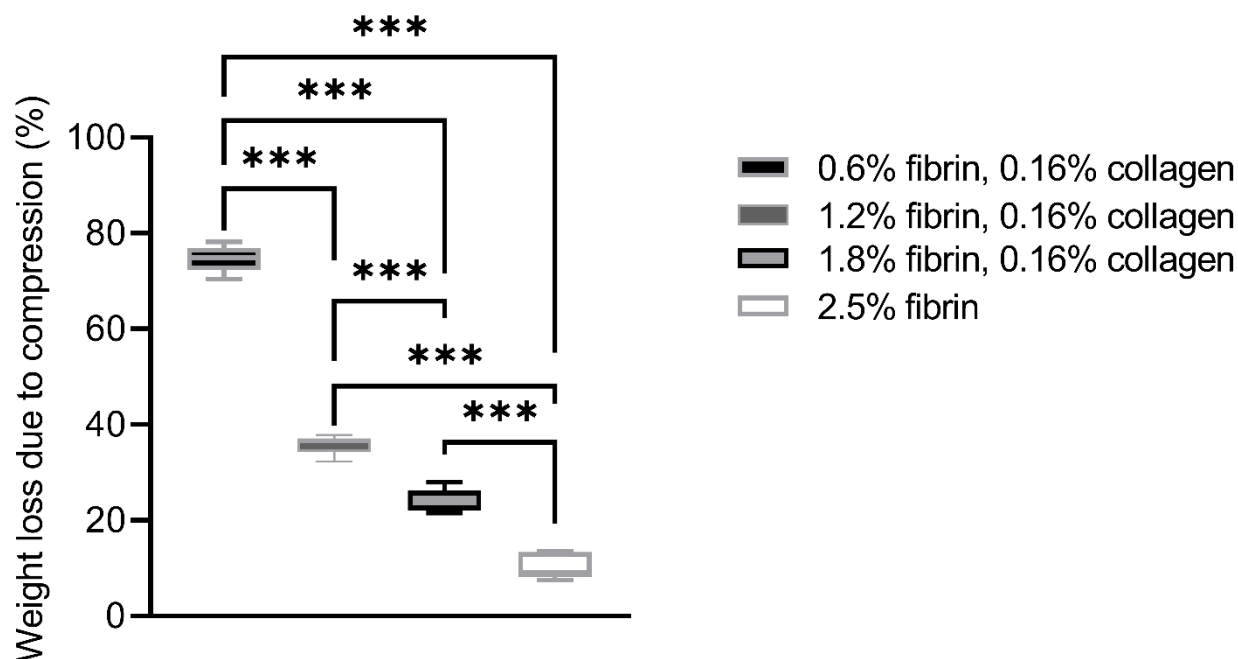 ***
***
***
***
***
***
Weight loss due to compression (%)
100
80
60
40
20
0
0.6% fibrin, 0.16% collagen
1.2% fibrin, 0.16% collagen
1.8% fibrin, 0.16% collagen
2.5% fibrin